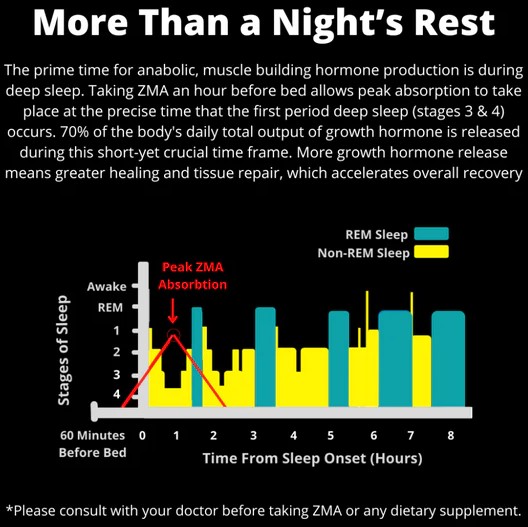 More Than a Night's Rest
The prime time for anabolic, muscle building hormone production is during
deep sleep. Taking ZMA an hour before bed allows peak absorption to take
place at the precise time that the first period deep sleep (stages 3 & 4)
occurs. 70% of the body's daily total output of growth hormone is released
during this short-yet crucial time frame. More growth hormone release
means greater healing and tissue repair, which accelerates overall recovery
REM Sleep
Non-REM Sleep
Peak ZMA
Absorbtion
Stages of Sleep
Awake
REM
1
2
3
4
60 Minutes
Before Bed
0 1 2 3 4 5 6 7 8
Time From Sleep Onset (Hours)
*Please consult with your doctor before taking ZMA or any dietary supplement.